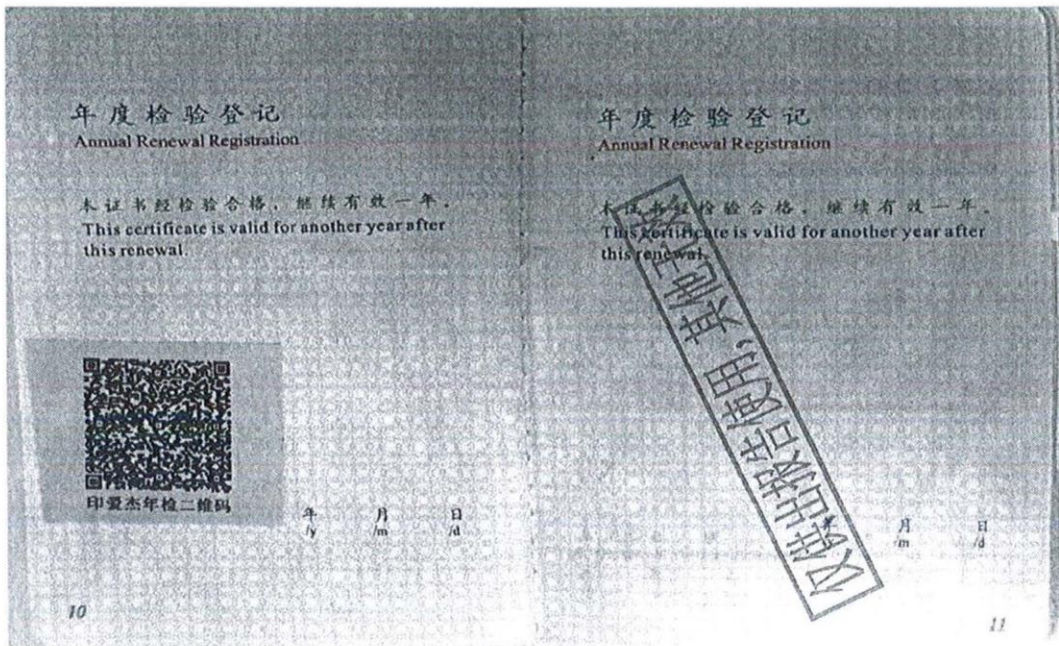 年度检验登记
Annual Renewal Registration
本证书经检验合格,继续有效一年。
This certificate is valid for another year after
this renewal.
印爱杰年检二维码
年 月 日
/y /m /d
10
年度检验登记
Annual Renewal Registration
本证书经检验合格,继续有效一年。
This certificate is valid for another year after
this renewal.
仅供出报告使用,其他无效
年 月 日
/m /d
11